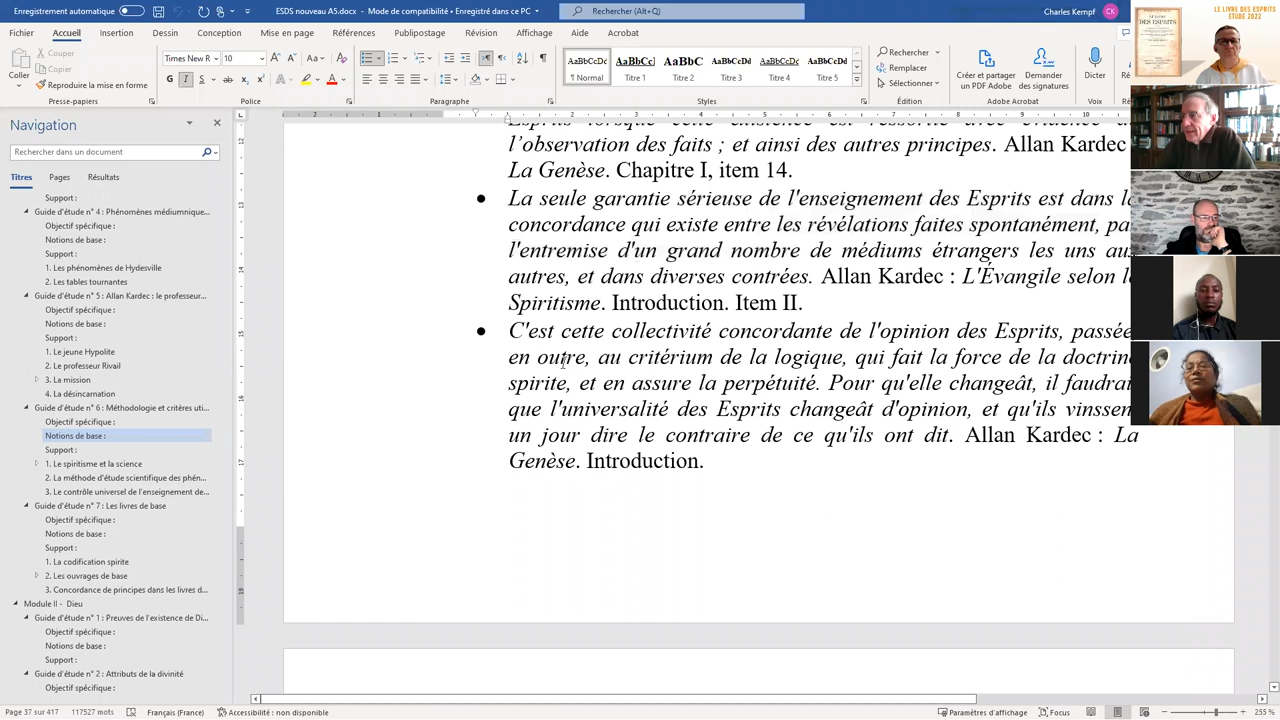 Enregistrement automatique
ESDS nouveau A5.docx - Mode de compatibilité • Enregistré dans ce PC
Rechercher (Alt+Q)
Charles Kempf
CK
LE LIVRE DES ESPRITS
ETUDE 2022
Fichier Accueil Insertion Dessin Conception Mise en page Références Publipostage Révision Affichage Aide Acrobat
Coller
Couper
Copier
Reproduire la mise en forme
Presse-papiers
Times New R 10
G I S
Police
Paragraphe
AaBbCcDc AaBbCcI AaBbC AaBbCcI AaBbCcDc AaBbCcDc
¶ Normal Titre 2 Titre 3 Titre 4 Titre 5
Styles
Rechercher
Remplacer
Sélectionner
Édition
Créer et partager
un PDF Adobe
Demander
des signatures
Adobe Acrobat
Dicter
Voix
Navigation
Rechercher dans un document
Titres Pages Résultats
Support :
Guide d'étude n° 4 : Phénomènes médiumnique...
Objectif spécifique :
Notions de base :
Support :
1. Les phénomènes de Hydesville
2. Les tables tournantes
Guide d'étude n° 5 : Allan Kardec : le professeur...
Objectif spécifique :
Notions de base :
Support :
1. Le jeune Hypolite
2. Le professeur Rivail
3. La mission
4. La désincarnation
Guide d'étude n° 6 : Méthodologie et critères uti...
Objectif spécifique :
Notions de base :
Support :
1. Le spiritisme et la science
2. La méthode d'étude scientifique des phén...
3. Le contrôle universel de l'enseignement de...
Guide d'étude n° 7 : Les livres de base
Objectif spécifique :
Notions de base :
Support :
1. La codification spirite
2. Les ouvrages de base
3. Concordance de principes dans les livres d...
Module II - Dieu
Guide d'étude n° 1 : Preuves de l'existence de Di...
Objectif spécifique :
Notions de base :
Support :
Guide d'étude n° 2 : Attributs de la divinité
Objectif spécifique :
l'observation des faits ; et ainsi des autres principes. Allan Kardec
La Genèse. Chapitre I, item 14.
● La seule garantie sérieuse de l'enseignement des Esprits est dans l
concordance qui existe entre les révélations faites spontanément, pa
l'entremise d'un grand nombre de médiums étrangers les uns aux
autres, et dans diverses contrées. Allan Kardec : L'Évangile selon l
Spiritisme. Introduction. Item II.
● C'est cette collectivité concordante de l'opinion des Esprits, passée
en outre, au critérium de la logique, qui fait la force de la doctrin
spirite, et en assure la perpétuité. Pour qu'elle changeât, il faudrai
que l'universalité des Esprits changeât d'opinion, et qu'ils vinssen
un jour dire le contraire de ce qu'ils ont dit. Allan Kardec : La
Genèse. Introduction.
Page 37 sur 417 117527 mots Français (France) Accessibilité : non disponible Paramètres d'affichage Focus 255 %